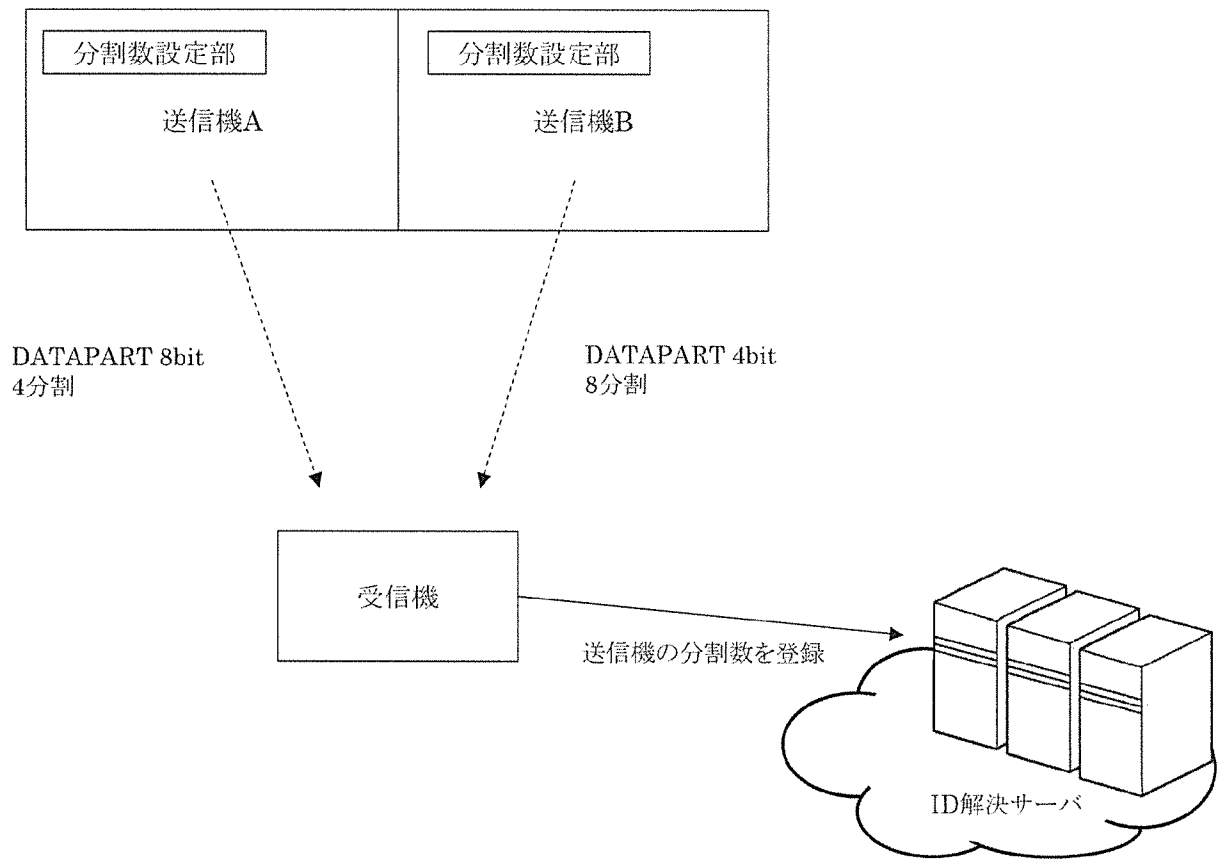 分割数設定部
分割数設定部
送信機A
送信機B
DATAPART 8bit
4分割
DATAPART 4bit
8分割
受信機
送信機の分割数を登録
ID解決サーバ